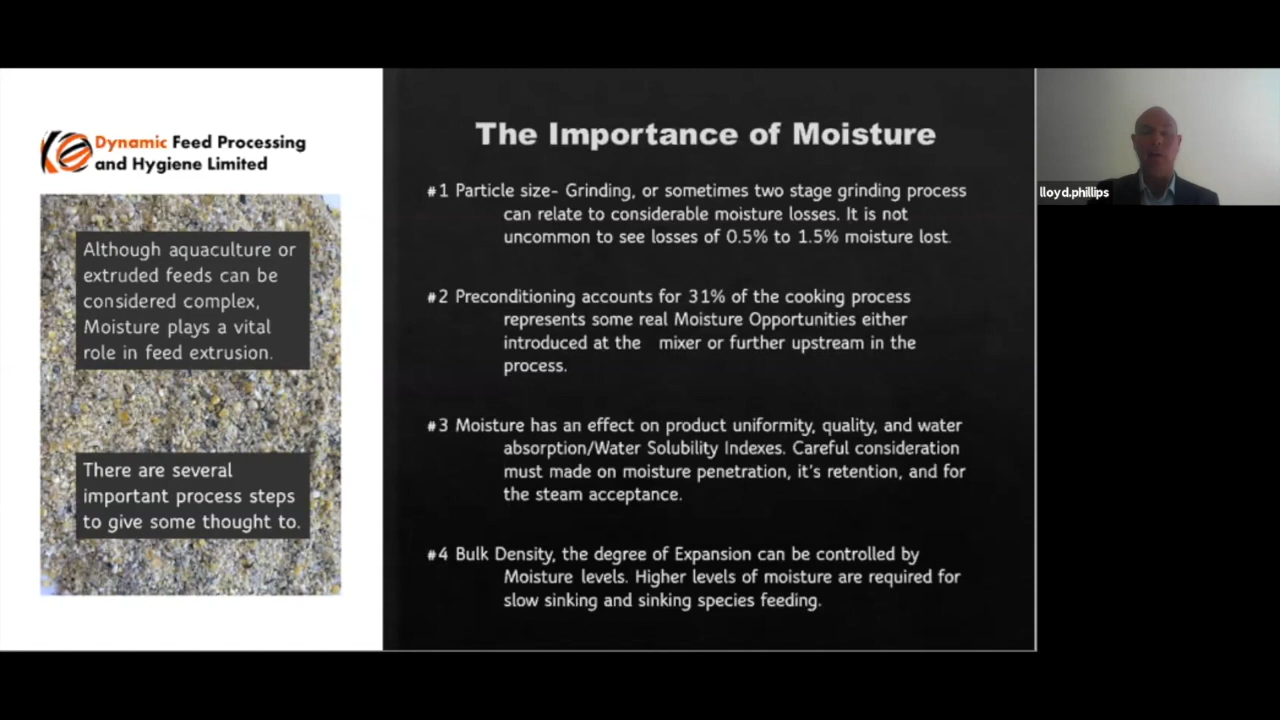 Dynamic Feed Processing
and Hygiene Limited
Although aquaculture or
extruded feeds can be
considered complex,
Moisture plays a vital
role in feed extrusion.
There are several
important process steps
to give some thought to.
The Importance of Moisture
#1 Particle size- Grinding, or sometimes two stage grinding process
can relate to considerable moisture losses. It is not
uncommon to see losses of 0.5% to 1.5% moisture lost.
#2 Preconditioning accounts for 31% of the cooking process
represents some real Moisture Opportunities either
introduced at the mixer or further upstream in the
process.
#3 Moisture has an effect on product uniformity, quality, and water
absorption/Water Solubility Indexes. Careful consideration
must made on moisture penetration, it's retention, and for
the steam acceptance.
#4 Bulk Density, the degree of Expansion can be controlled by
Moisture levels. Higher levels of moisture are required for
slow sinking and sinking species feeding.
lloyd.phillips